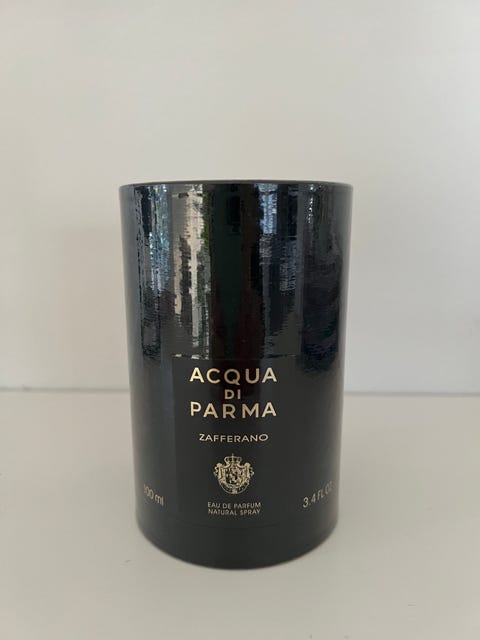 ACQUA
DI
PARMA
ZAFFERANO
100 ml
EAU DE PARFUM
NATURAL SPRAY
3.4 FL OZ